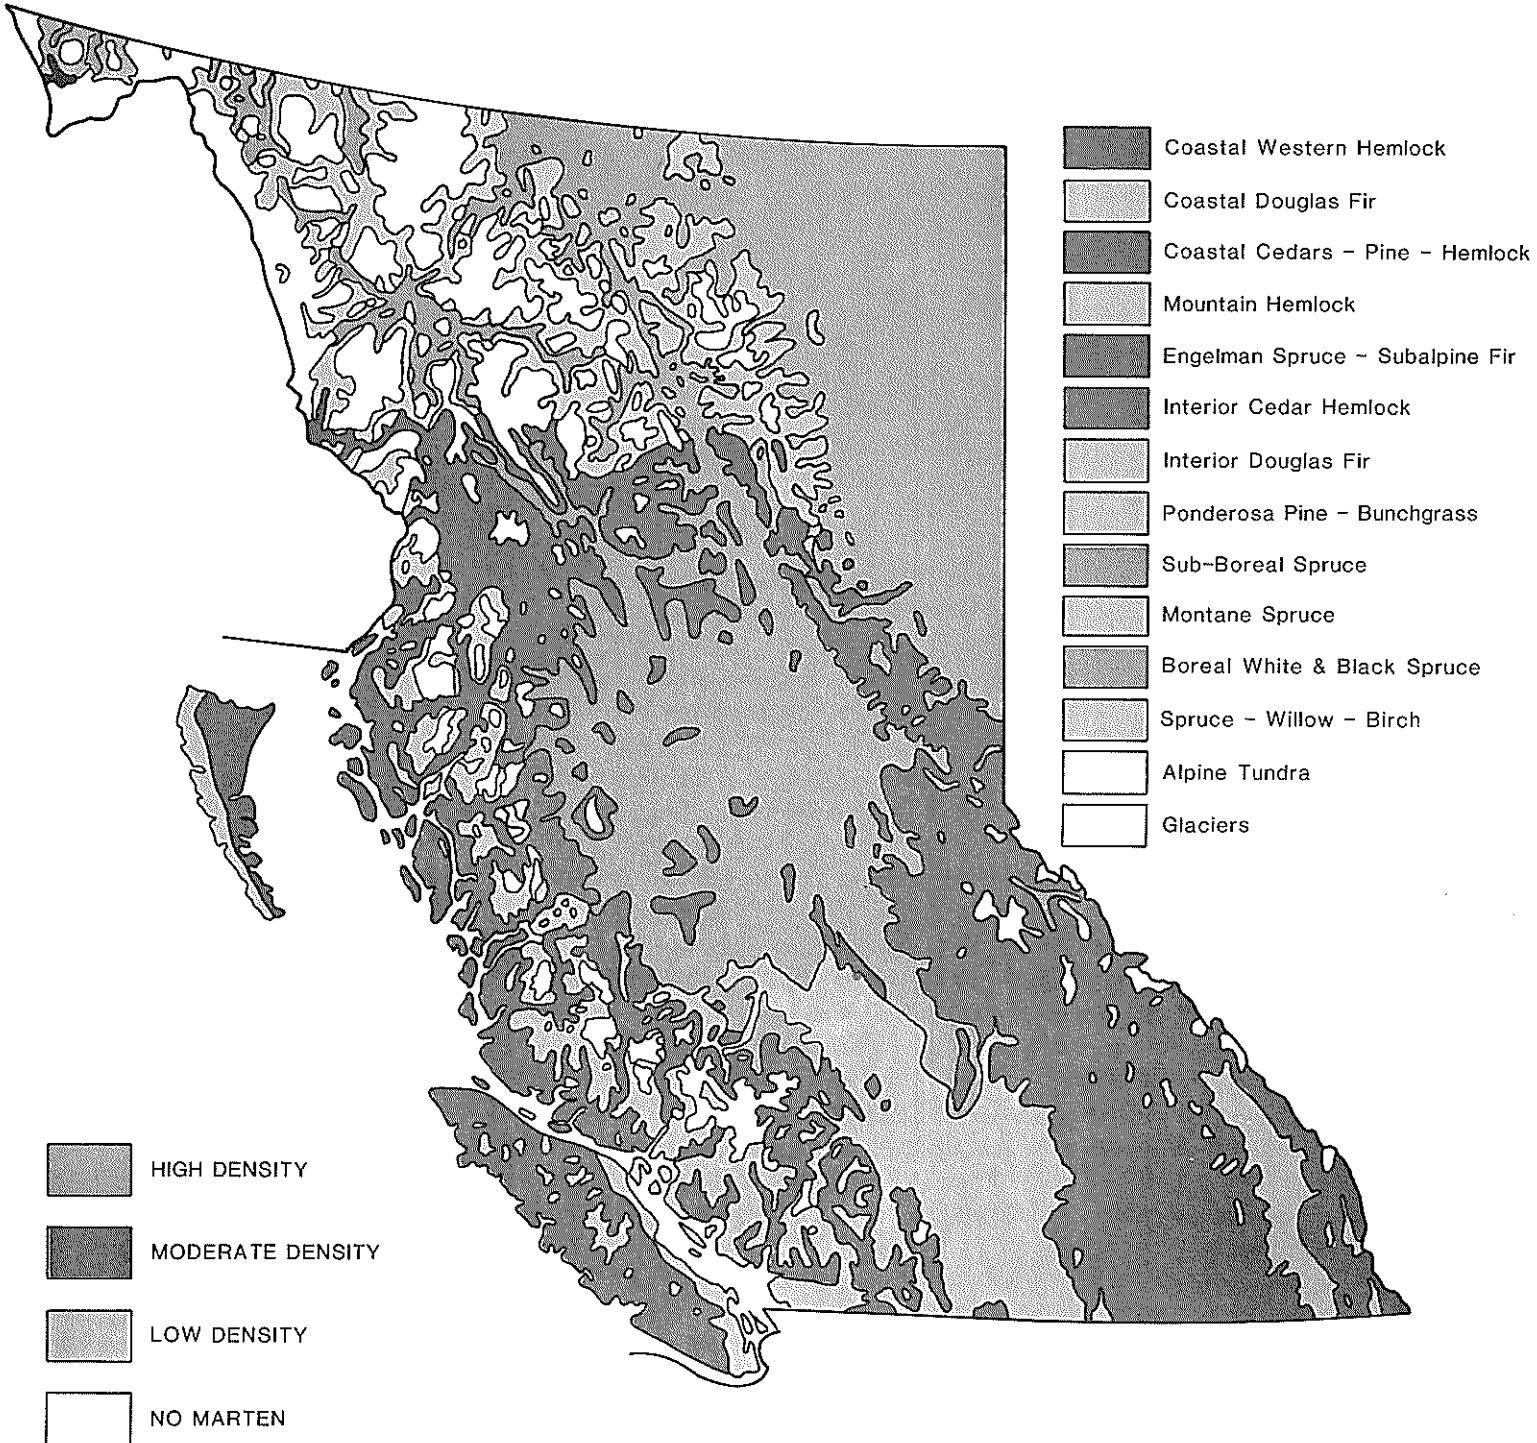 Coastal Western Hemlock
Coastal Douglas Fir
Coastal Cedars - Pine - Hemlock
Mountain Hemlock
Engelman Spruce - Subalpine Fir
Interior Cedar Hemlock
Interior Douglas Fir
Ponderosa Pine - Bunchgrass
Sub-Boreal Spruce
Montane Spruce
Boreal White & Black Spruce
Spruce - Willow - Birch
Alpine Tundra
Glaciers
HIGH DENSITY
MODERATE DENSITY
LOW DENSITY
NO MARTEN